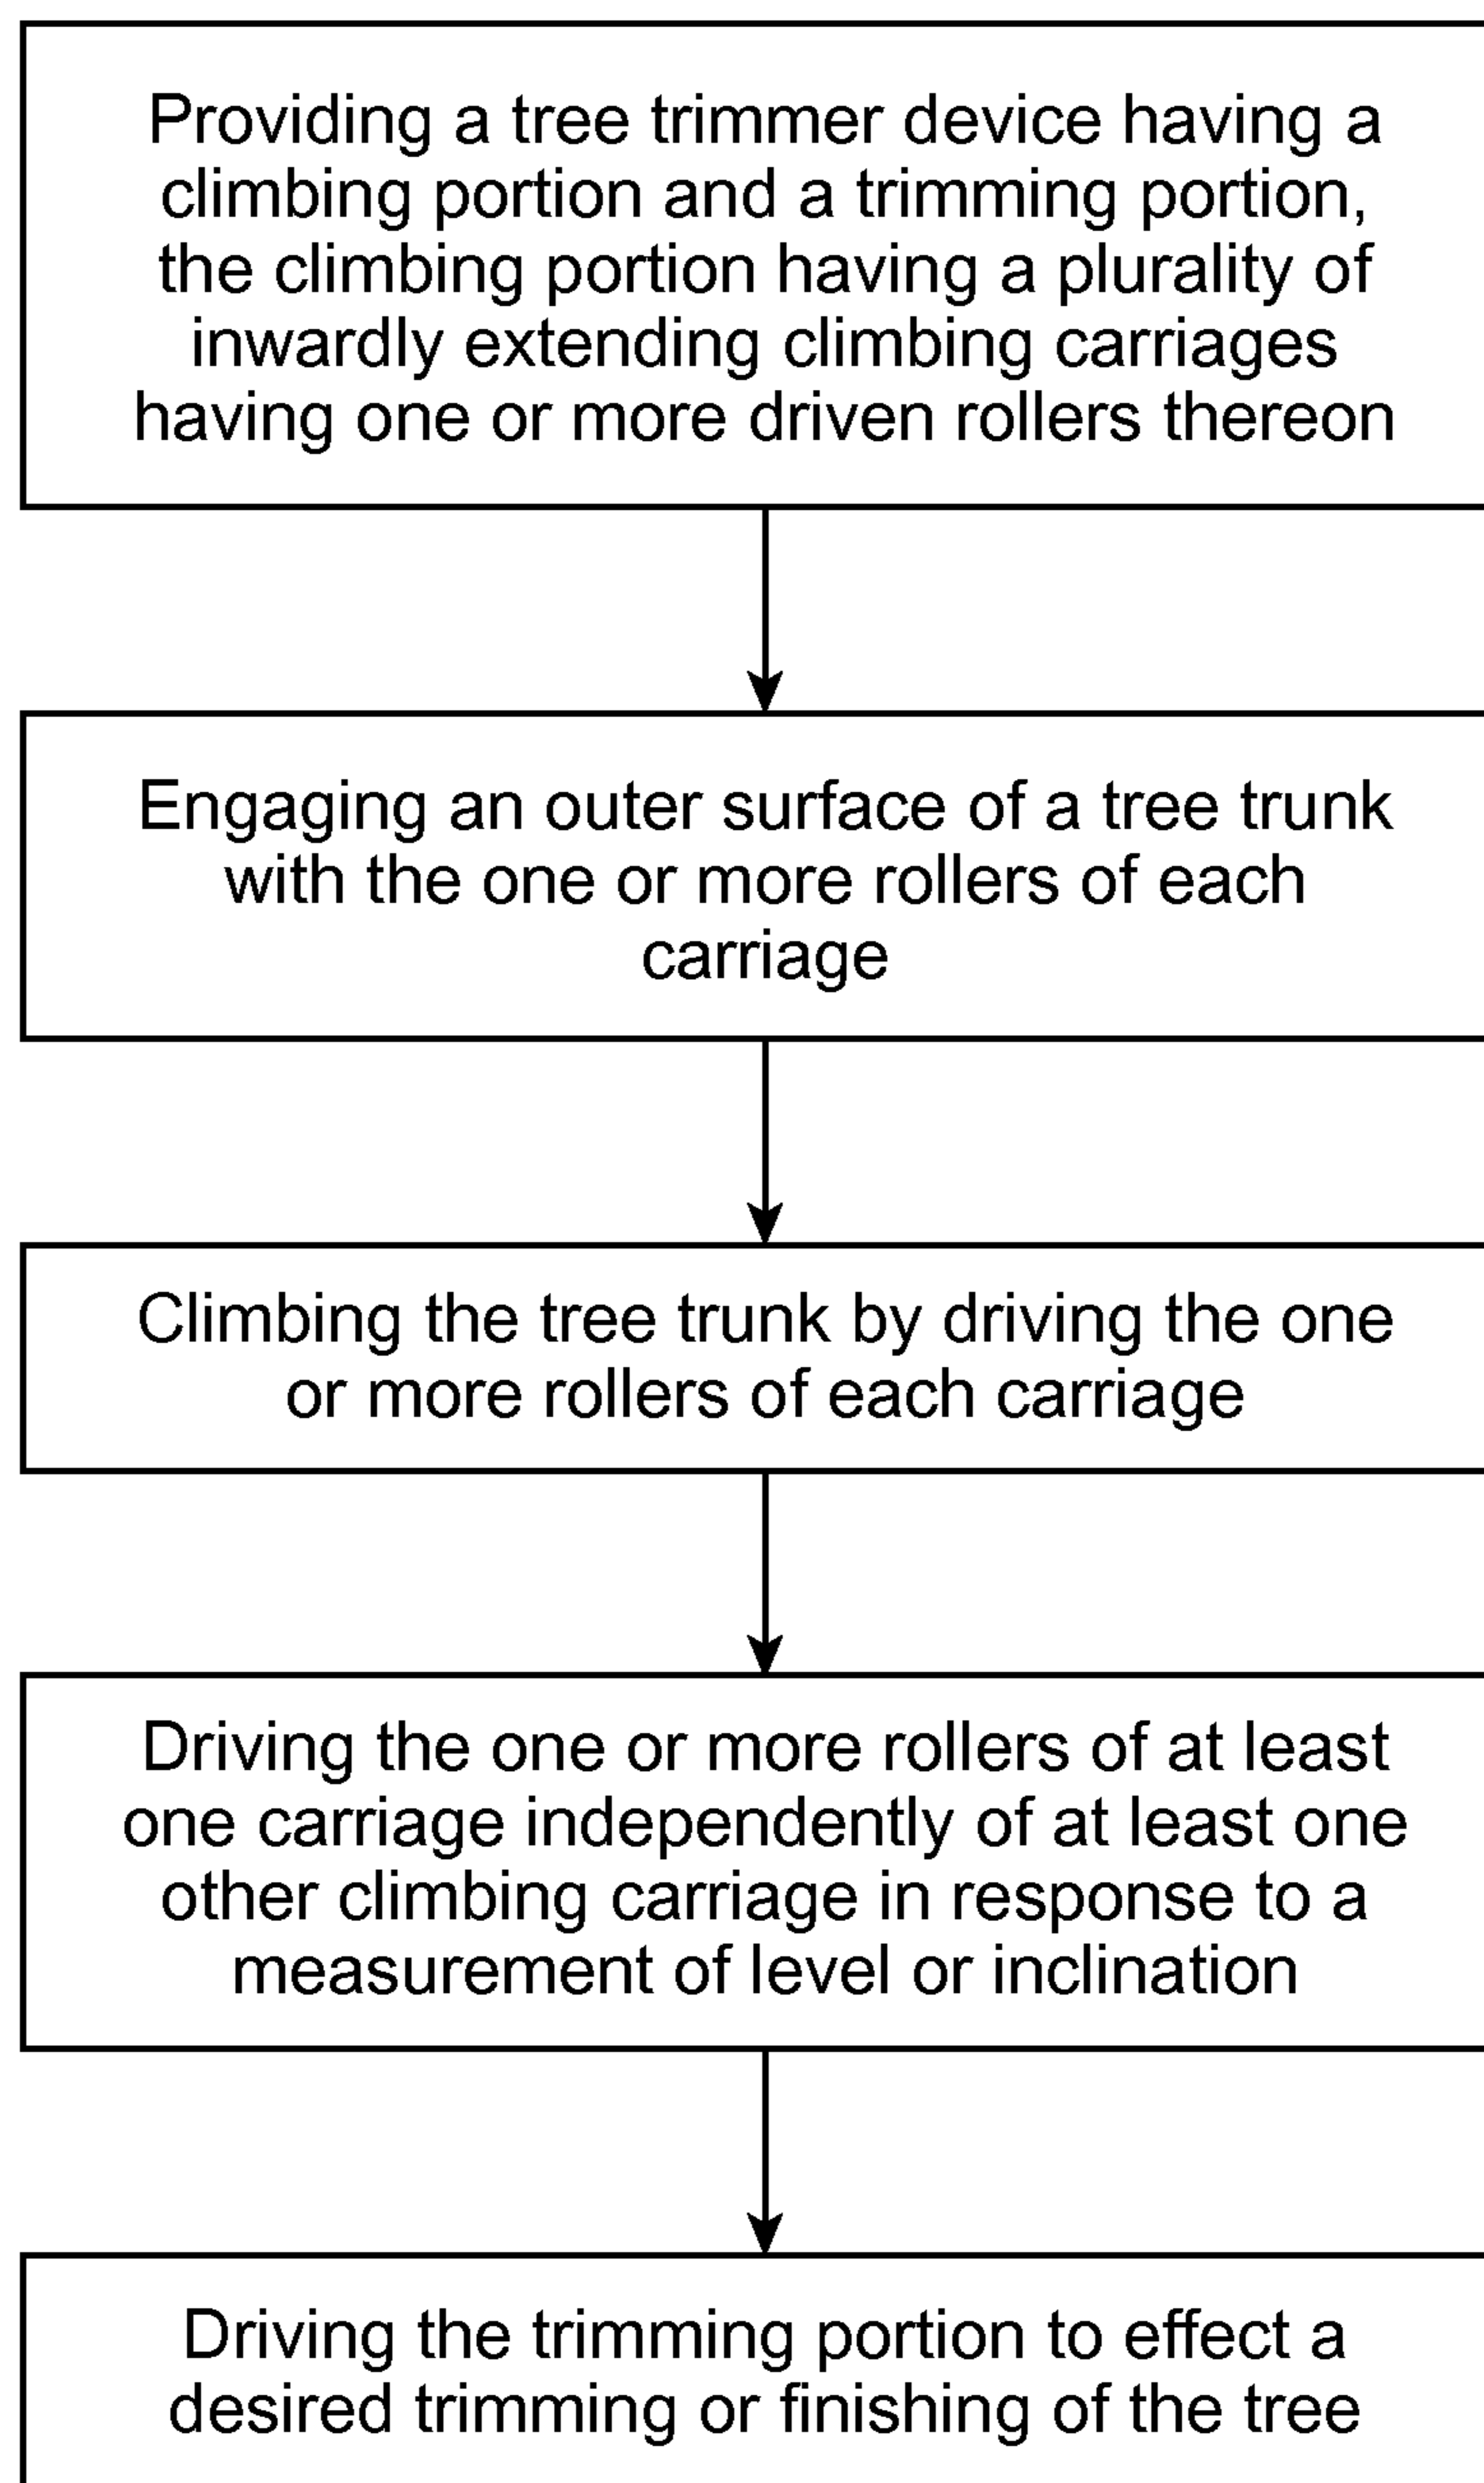 Providing a tree trimmer device having a
climbing portion and a trimming portion,
the climbing portion having a plurality of
inwardly extending climbing carriages
having one or more driven rollers thereon
Engaging an outer surface of a tree trunk
with the one or more rollers of each
carriage
Climbing the tree trunk by driving the one
or more rollers of each carriage
Driving the one or more rollers of at least
one carriage independently of at least one
other climbing carriage in response to a
measurement of level or inclination
Driving the trimming portion to effect a
desired trimming or finishing of the tree